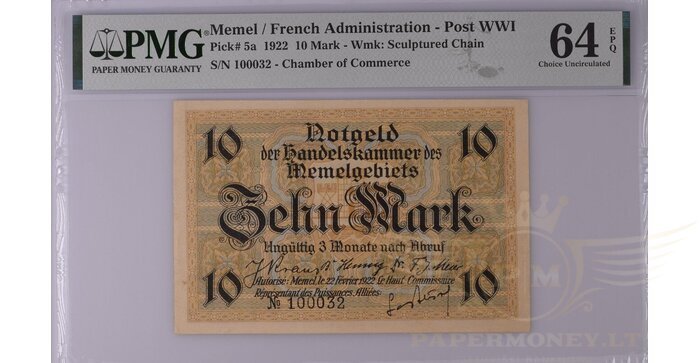 PMG
PAPER MONEY GUARANTY
Memel / French Administration - Post WWI
Pick# 5a 1922 10 Mark - Wmk: Sculptured Chain
S/N 100032 - Chamber of Commerce
64 EPQ
Choice Uncirculated
10 10
Notgeld
der Handelskammer des
Memelgebiets
Zehn Mark
Ungültig 3 Monate nach Abruf
Autorisé: Memel, le 22 février 1922. Le Haut Commissaire
Représentant des Puissances Alliées:
10 10
No 100032
PM
PAPERMONEY.LT